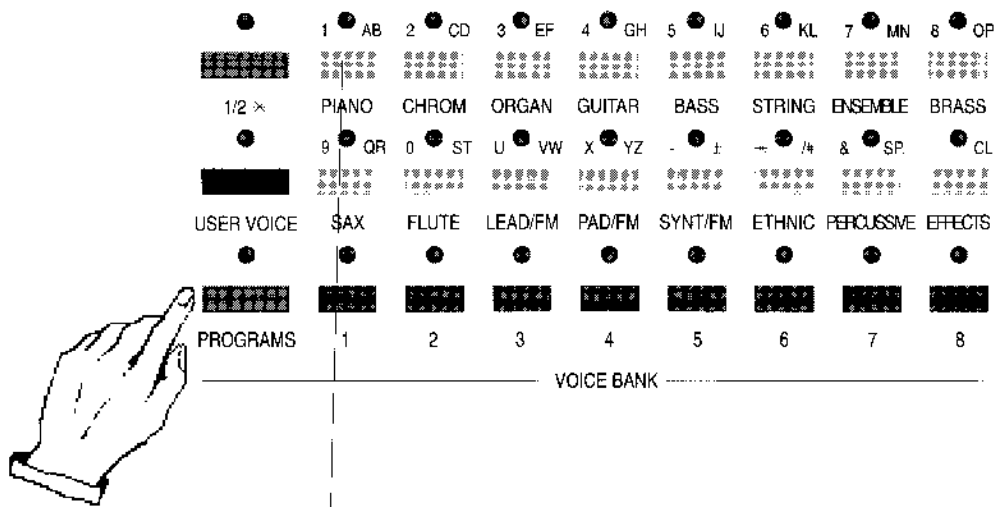 1 AB 2 CD 3 EF 4 GH 5 IJ 6 KL 7 MN 8 OP
1/2 PIANO CHROM ORGAN GUITAR BASS STRING ENSEMBLE BRASS
9 QR 0 ST U VW X YZ - ± /# & SP. CL
USER VOICE SAX FLUTE LEAD/FM PAD/FM SYNT/FM ETHNIC PERCUSSIVE EFFECTS
PROGRAMS 1 2 3 4 5 6 7 8
VOICE BANK